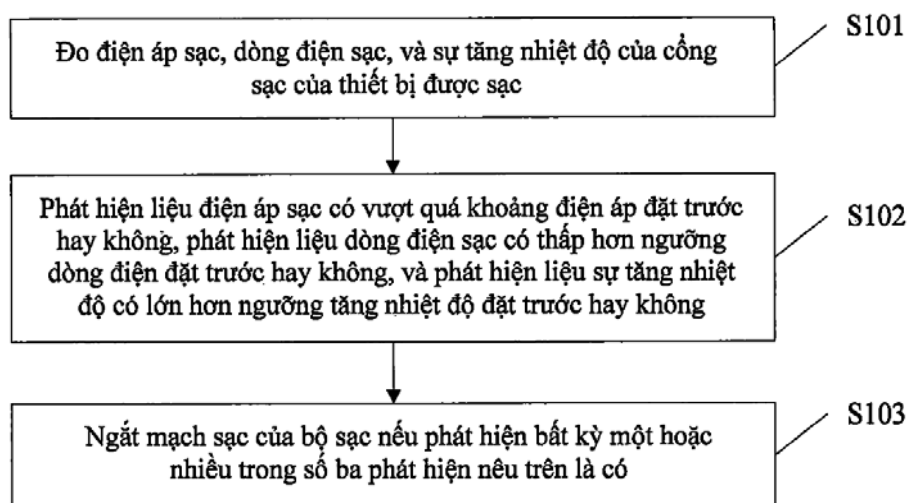 S101
Đo điện áp sạc, dòng điện sạc, và sự tăng nhiệt độ của cổng
sạc của thiết bị được sạc
Phát hiện liệu điện áp sạc có vượt quá khoảng điện áp đặt trước
hay không, phát hiện liệu dòng điện sạc có thấp hơn ngưỡng
dòng điện đặt trước hay không, và phát hiện liệu sự tăng nhiệt
độ có lớn hơn ngưỡng tăng nhiệt độ đặt trước hay không
S102
Ngắt mạch sạc của bộ sạc nếu phát hiện bất kỳ một hoặc
nhiều trong số ba phát hiện nêu trên là có
S103